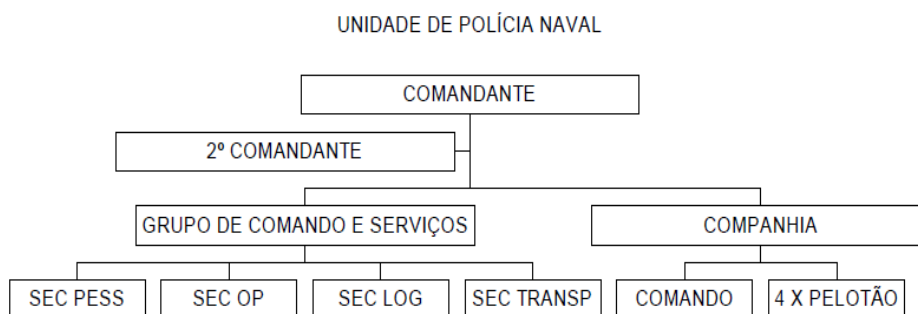 UNIDADE DE POLÍCIA NAVAL
COMANDANTE
2º COMANDANTE
GRUPO DE COMANDO E SERVIÇOS
COMPANHIA
SEC PESS
SEC OP
SEC LOG
SEC TRANSP
COMANDO
4 X PELOTÃO